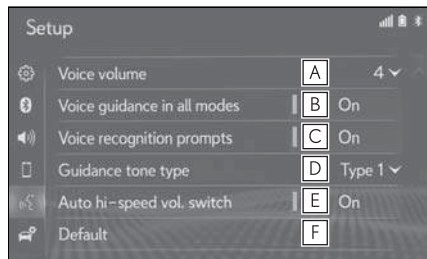 Setup
Voice volume A 4
Voice guidance in all modes B On
Voice recognition prompts C On
Guidance tone type D Type 1
Auto hi-speed vol. switch E On
Default F